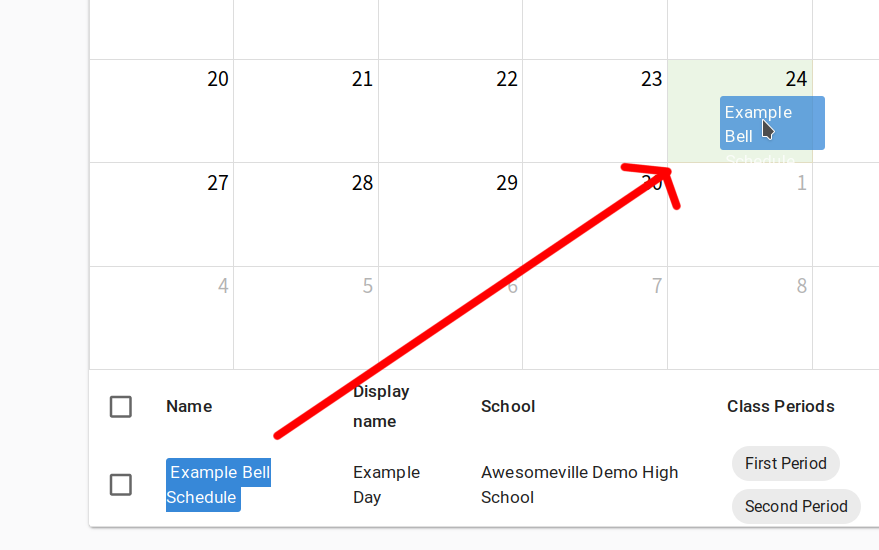 20 21 22 23 24
Example
Bell
Schedule
27 28 29 30 1
4 5 6 7 8
Name Display name School Class Periods
Example Bell
Schedule
Example
Day
Awesomeville Demo High
School
First Period
Second Period